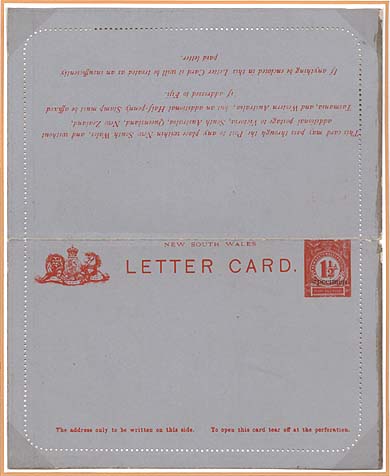 This card may pass through the Post to any place within New South Wales, and without
additional postage to Victoria, South Australia, Queensland, New Zealand,
Tasmania, and Western Australia; but an additional Half-penny Stamp must be affixed
if addressed to Fiji.
If anything be enclosed in this Letter Card it will be treated as an insufficiently
paid letter.
NEW SOUTH WALES
LETTER CARD.
1½
Specimen
The address only to be written on this side. To open this card tear off at the perforation.